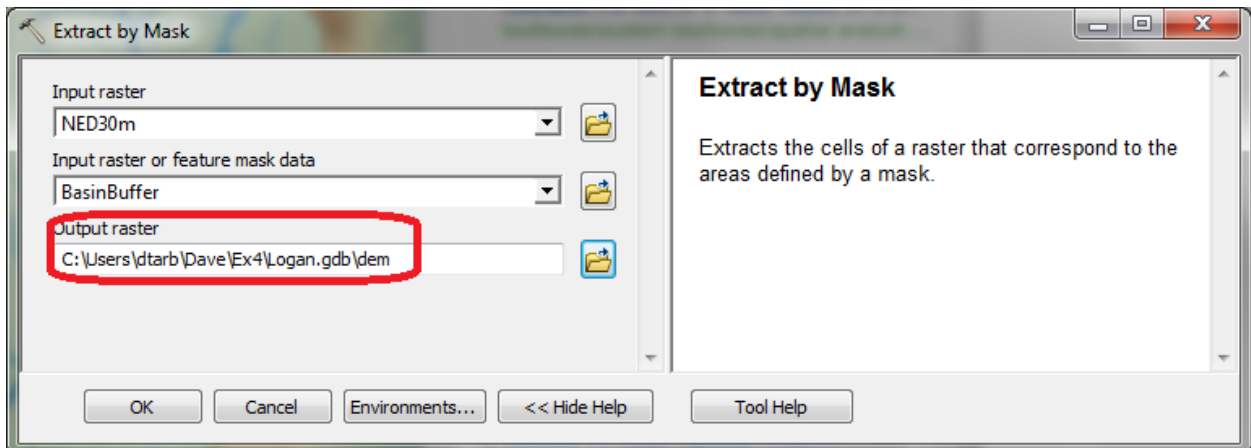 Extract by Mask
Input raster
NED30m
Input raster or feature mask data
BasinBuffer
Output raster
C:\Users\dtarb\Dave\Ex4\Logan.gdb\dem
Extract by Mask
Extracts the cells of a raster that correspond to the
areas defined by a mask.
OK
Cancel
Environments...
<< Hide Help
Tool Help